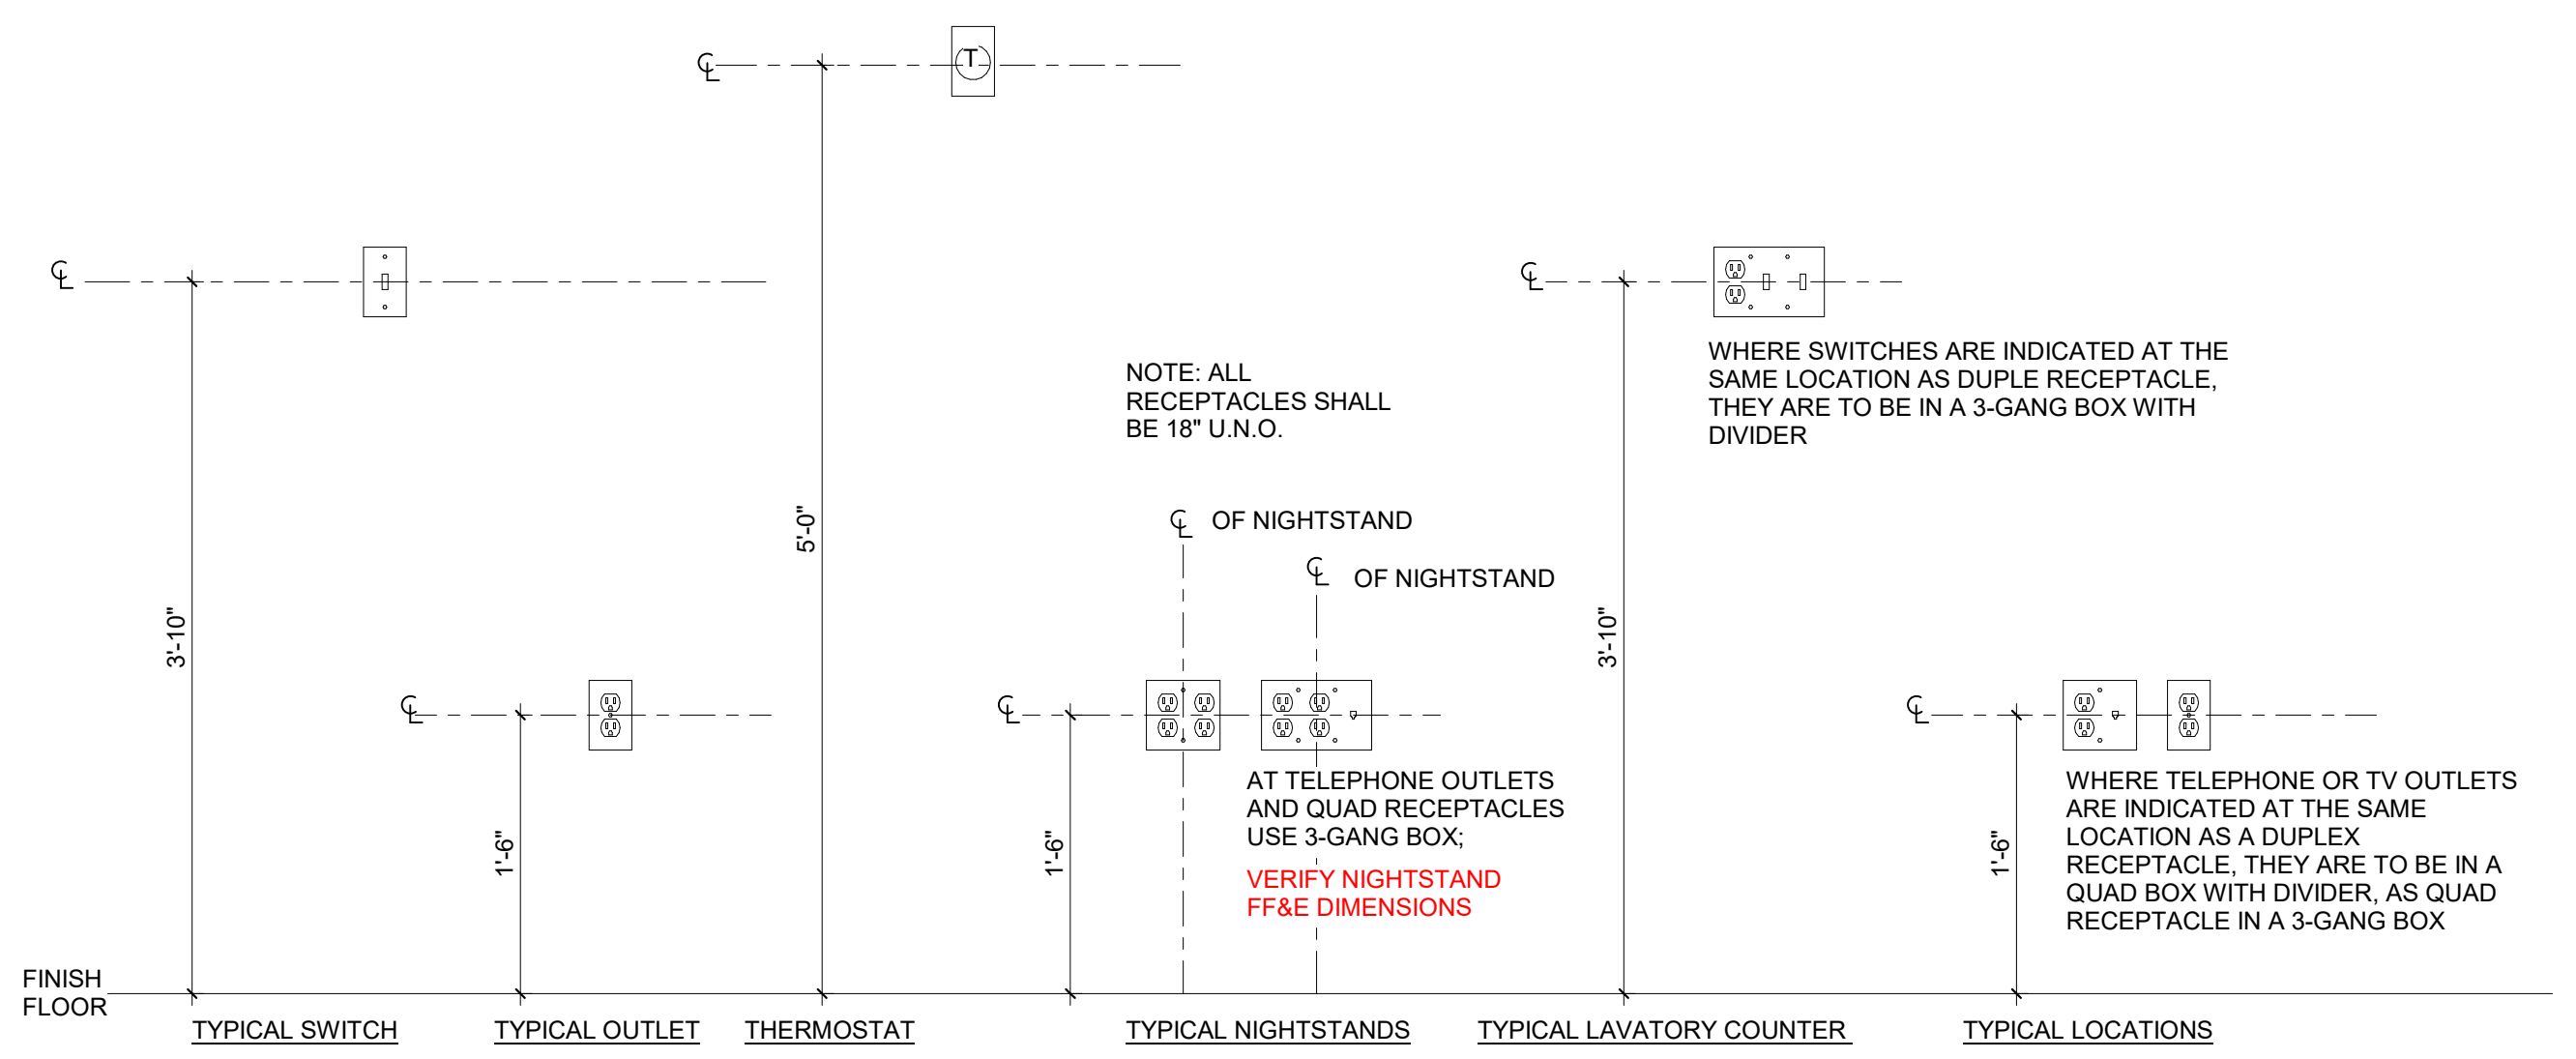 T
NOTE: ALL
RECEPTACLES SHALL
BE 18" U.N.O.
WHERE SWITCHES ARE INDICATED AT THE
SAME LOCATION AS DUPLE RECEPTACLE,
THEY ARE TO BE IN A 3-GANG BOX WITH
DIVIDER
℄ OF NIGHTSTAND
℄ OF NIGHTSTAND
℄
℄
℄
℄
℄
℄
3'-10"
1'-6"
5'-0"
1'-6"
3'-10"
1'-6"
AT TELEPHONE OUTLETS
AND QUAD RECEPTACLES
USE 3-GANG BOX;
VERIFY NIGHTSTAND
FF&E DIMENSIONS
WHERE TELEPHONE OR TV OUTLETS
ARE INDICATED AT THE SAME
LOCATION AS A DUPLEX
RECEPTACLE, THEY ARE TO BE IN A
QUAD BOX WITH DIVIDER, AS QUAD
RECEPTACLE IN A 3-GANG BOX
FINISH
FLOOR
TYPICAL SWITCH
TYPICAL OUTLET
THERMOSTAT
TYPICAL NIGHTSTANDS
TYPICAL LAVATORY COUNTER
TYPICAL LOCATIONS